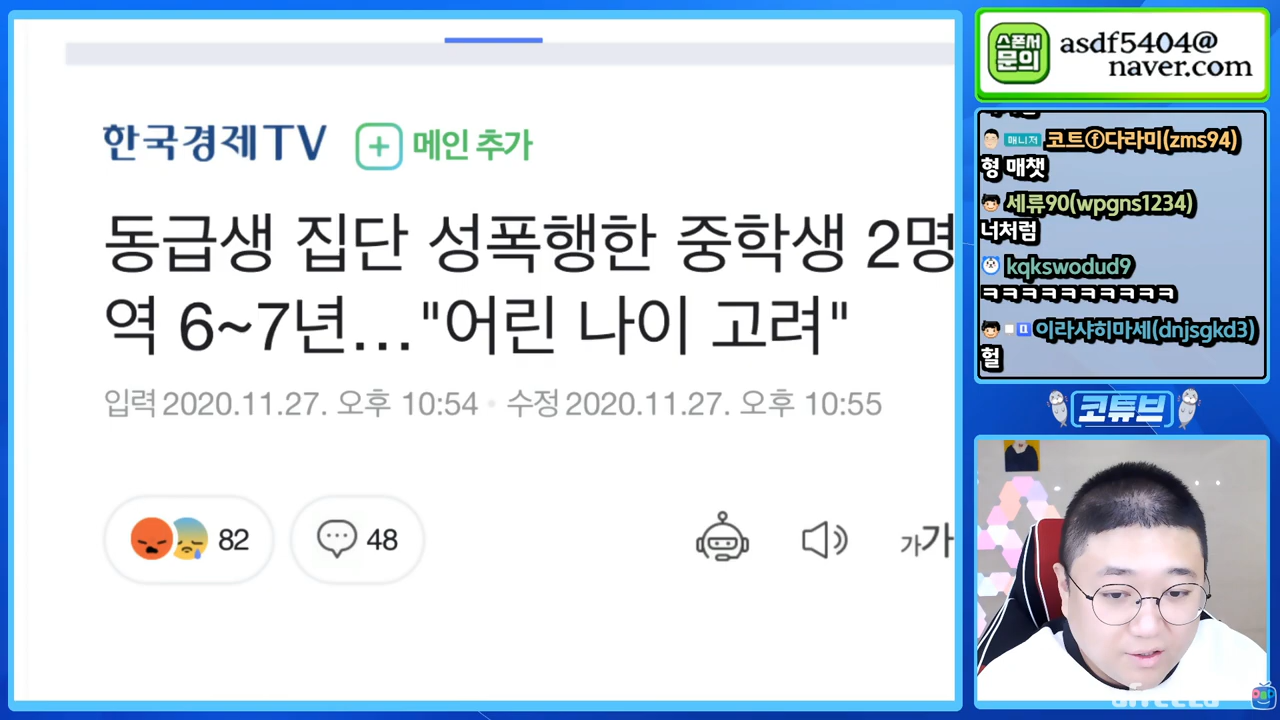 한국경제TV
메인 추가
동급생 집단 성폭행한 중학생 2명
역 6~7년... "어린 나이 고려"
입력 2020.11.27. 오후 10:54 수정 2020.11.27. 오후 10:55
82
48
가가
스폰서
문의
asdf5404@
naver.com
매니저 코트ⓕ다라미(zms94)
형 매챗
세류90(wpgns1234)
너처럼
kqkswodud9
ㅋㅋㅋㅋㅋㅋㅋㅋㅋㅋ
이라샤히마세(dnjsgkd3)
헐
코튜브